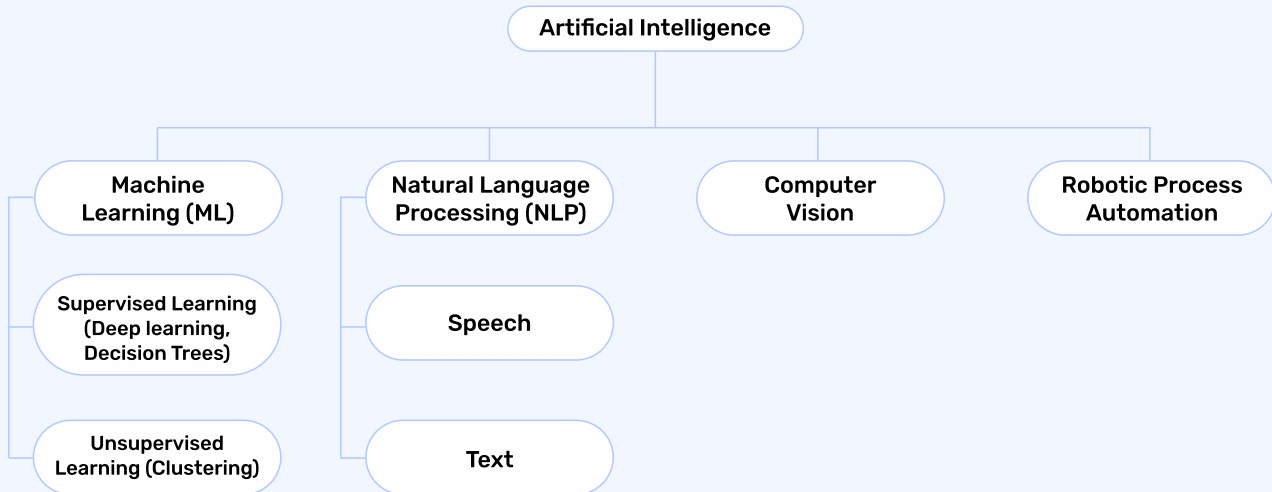 Artificial Intelligence
Machine
Learning (ML)
Natural Language
Processing (NLP)
Computer
Vision
Robotic Process
Automation
Supervised Learning
(Deep learning,
Decision Trees)
Speech
Unsupervised
Learning (Clustering)
Text